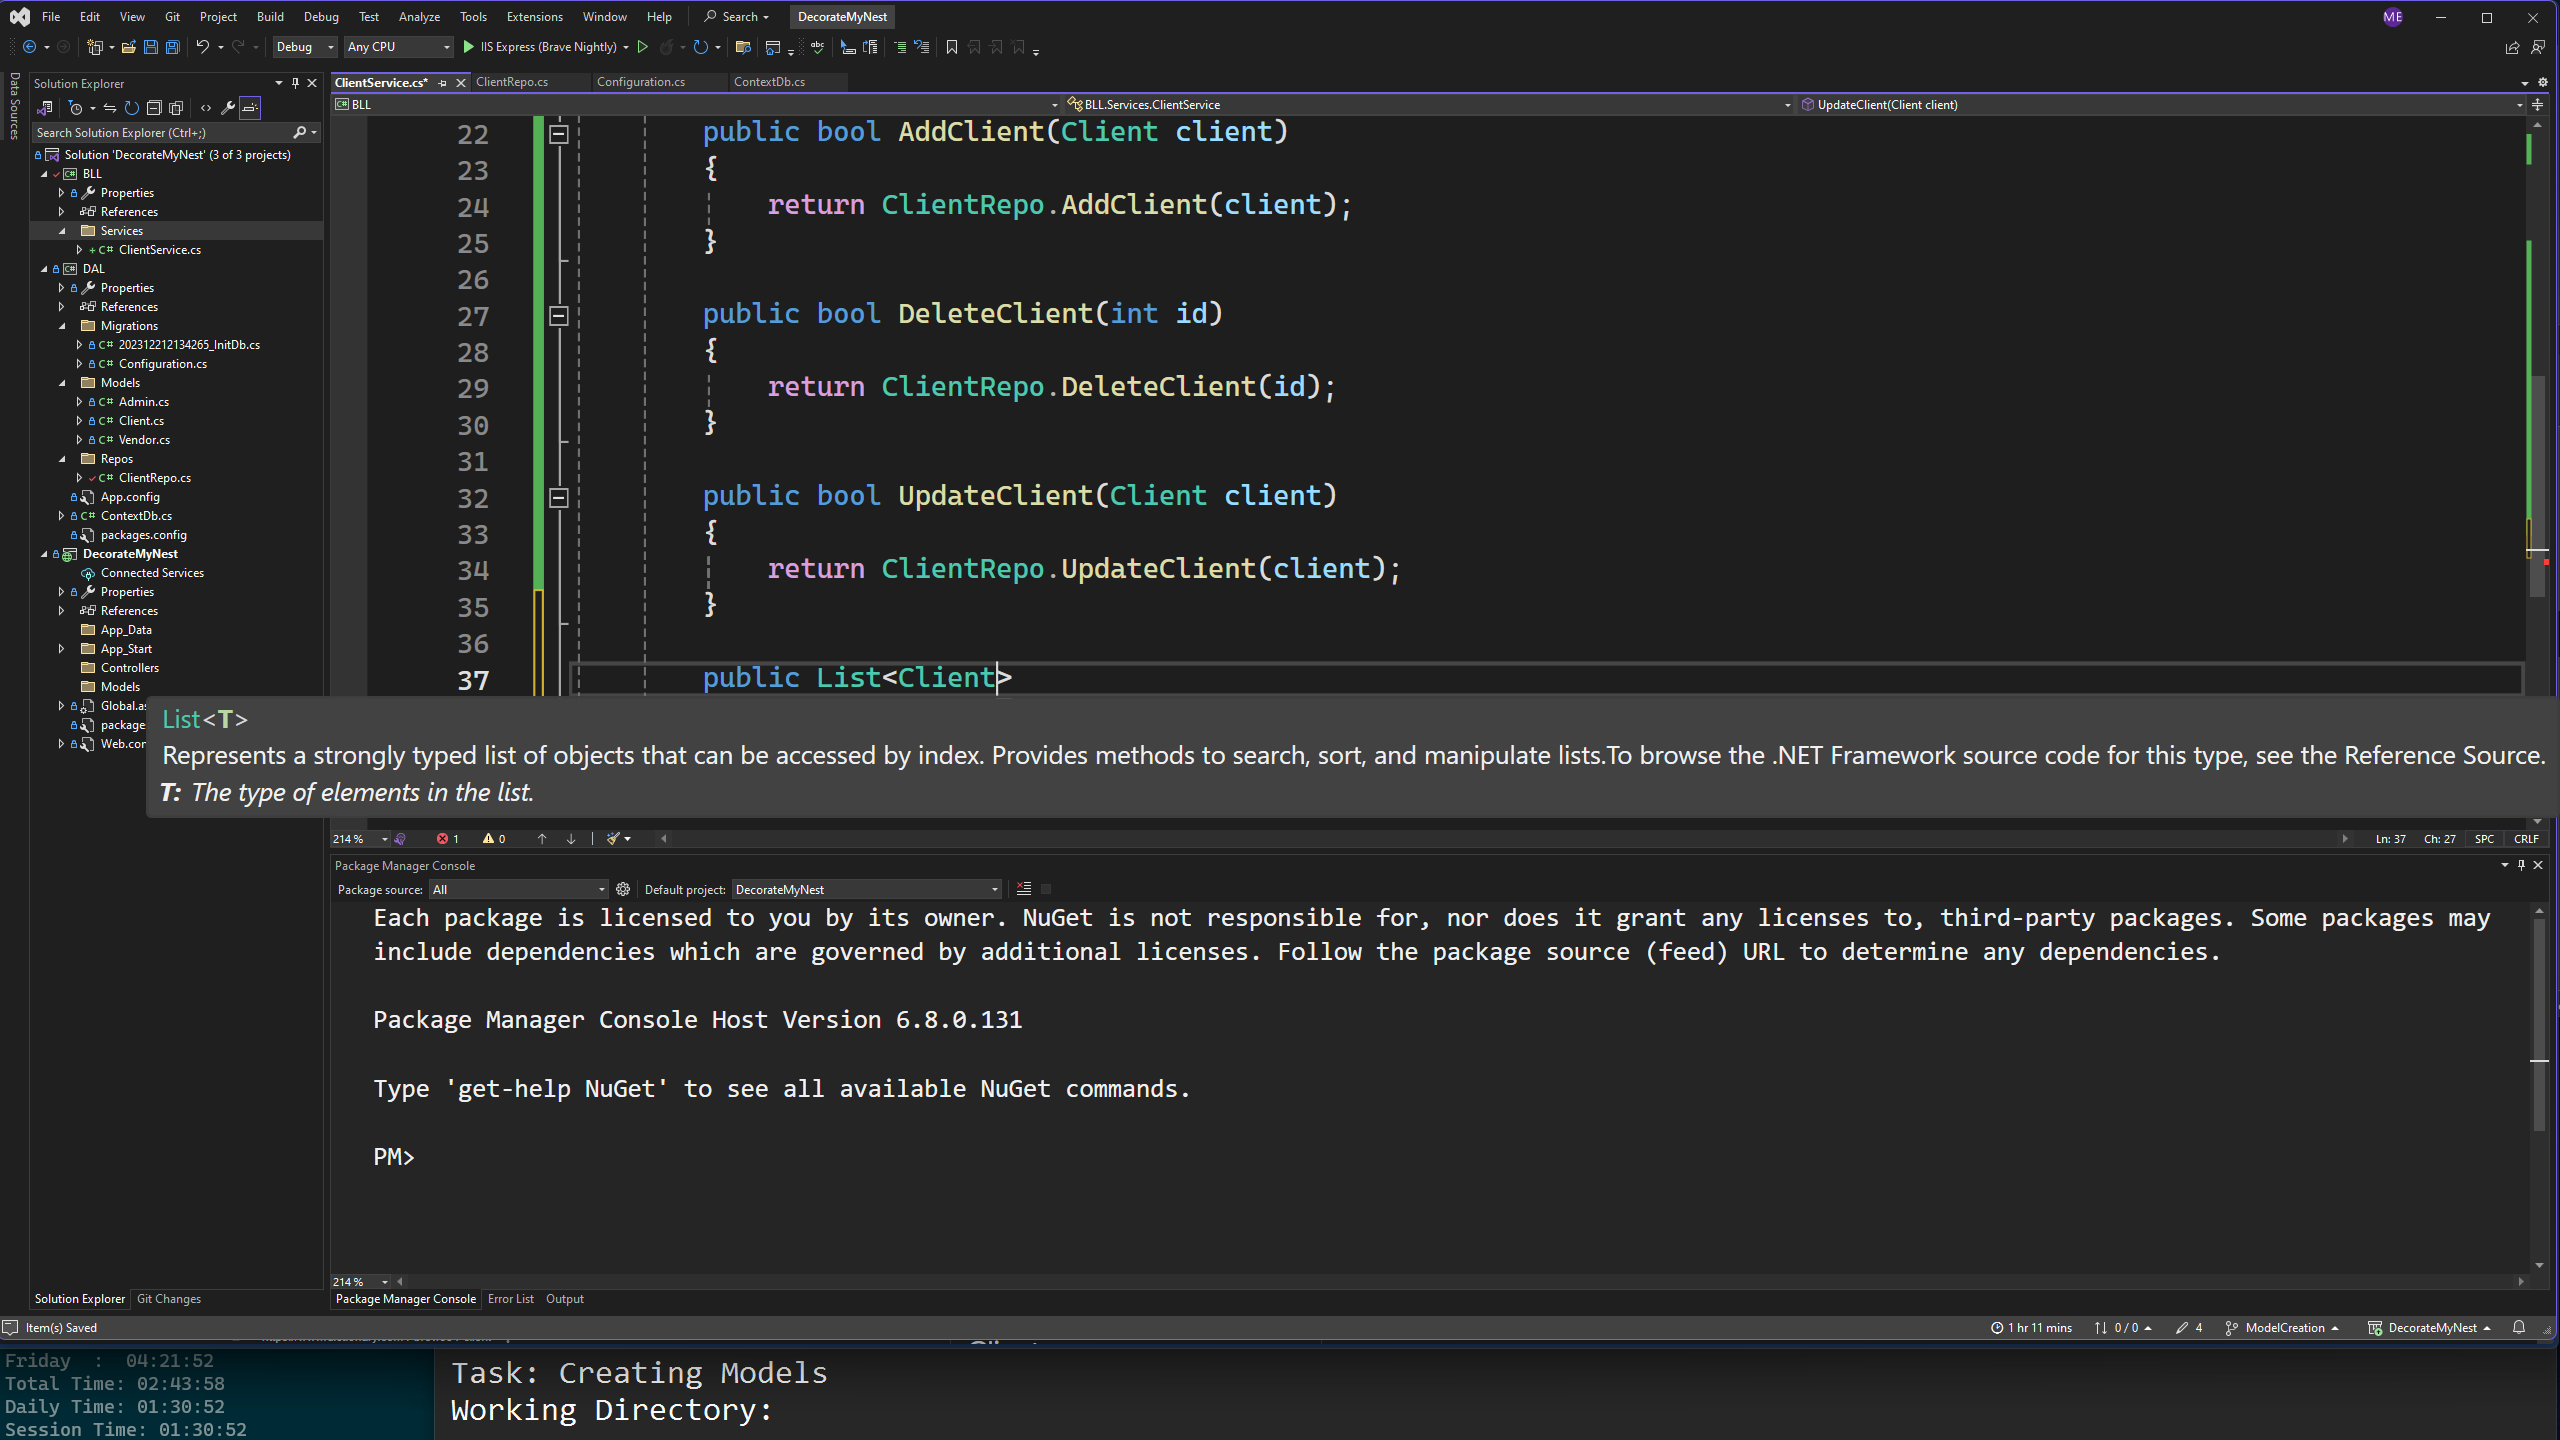 File Edit View Git Project Build Debug Test Analyze Tools Extensions Window Help Search DecorateMyNest ME
Debug Any CPU IIS Express (Brave Nightly)
Data Sources
Solution Explorer
Search Solution Explorer (Ctrl+;)
Solution 'DecorateMyNest' (3 of 3 projects)
BLL
Properties
References
Services
ClientService.cs
DAL
Properties
References
Migrations
202312212134265_InitDb.cs
Configuration.cs
Models
Admin.cs
Client.cs
Vendor.cs
Repos
ClientRepo.cs
App.config
ContextDb.cs
packages.config
DecorateMyNest
Connected Services
Properties
References
App_Data
App_Start
Controllers
Models
Global.as
package
Web.con
Solution Explorer Git Changes
ClientService.cs* ClientRepo.cs Configuration.cs ContextDb.cs
BLL BLL.Services.ClientService UpdateClient(Client client)
22 public bool AddClient(Client client)
23 {
24 return ClientRepo.AddClient(client);
25 }
26
27 public bool DeleteClient(int id)
28 {
29 return ClientRepo.DeleteClient(id);
30 }
31
32 public bool UpdateClient(Client client)
33 {
34 return ClientRepo.UpdateClient(client);
35 }
36
37 public List<Client>
List<T>
Represents a strongly typed list of objects that can be accessed by index. Provides methods to search, sort, and manipulate lists.To browse the .NET Framework source code for this type, see the Reference Source.
T: The type of elements in the list.
214 % 1 0 Ln: 37 Ch: 27 SPC CRLF
Package Manager Console
Package source: All Default project: DecorateMyNest
Each package is licensed to you by its owner. NuGet is not responsible for, nor does it grant any licenses to, third-party packages. Some packages may
include dependencies which are governed by additional licenses. Follow the package source (feed) URL to determine any dependencies.
Package Manager Console Host Version 6.8.0.131
Type 'get-help NuGet' to see all available NuGet commands.
PM>
214 %
Package Manager Console Error List Output
Item(s) Saved 1 hr 11 mins 0 / 0 4 ModelCreation DecorateMyNest
Friday : 04:21:52
Total Time: 02:43:58
Daily Time: 01:30:52
Session Time: 01:30:52
Task: Creating Models
Working Directory: